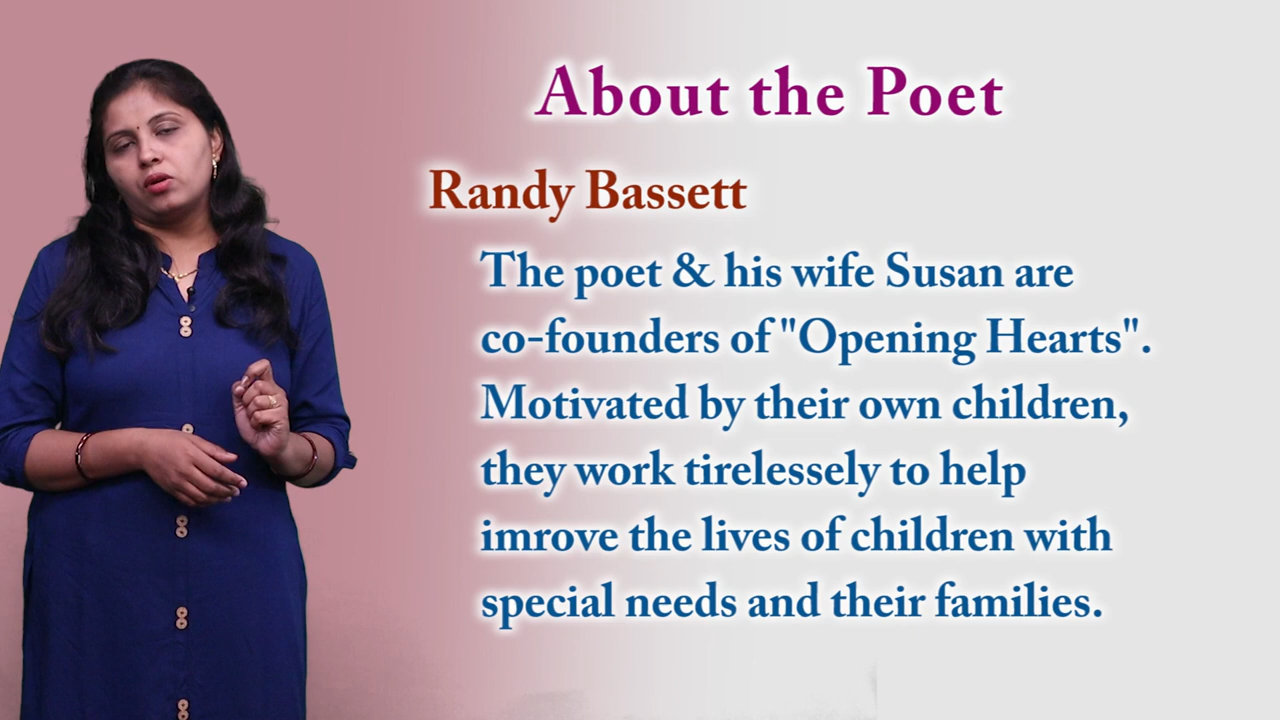 About the Poet
Randy Bassett
The poet & his wife Susan are
co-founders of "Opening Hearts".
Motivated by their own children,
they work tirelessely to help
imrove the lives of children with
special needs and their families.